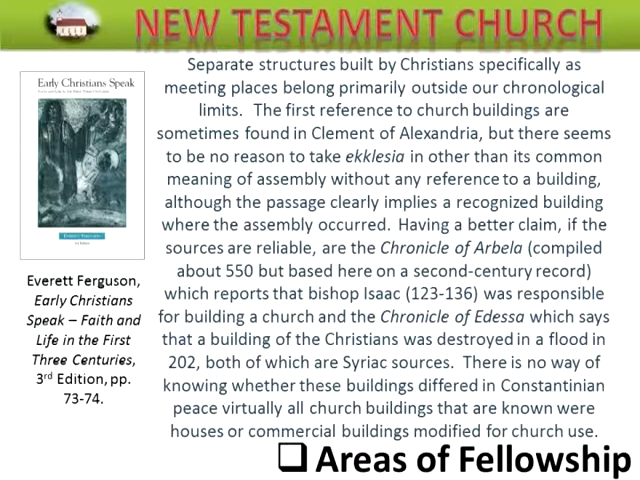 NEW TESTAMENT CHURCH
Early Christians Speak
Everett Ferguson,
Early Christians
Speak – Faith and
Life in the First
Three Centuries,
3rd Edition, pp.
73-74.
Separate structures built by Christians specifically as
meeting places belong primarily outside our chronological
limits. The first reference to church buildings are
sometimes found in Clement of Alexandria, but there seems
to be no reason to take ekklesia in other than its common
meaning of assembly without any reference to a building,
although the passage clearly implies a recognized building
where the assembly occurred. Having a better claim, if the
sources are reliable, are the Chronicle of Arbela (compiled
about 550 but based here on a second-century record)
which reports that bishop Isaac (123-136) was responsible
for building a church and the Chronicle of Edessa which says
that a building of the Christians was destroyed in a flood in
202, both of which are Syriac sources. There is no way of
knowing whether these buildings differed in Constantinian
peace virtually all church buildings that are known were
houses or commercial buildings modified for church use.
❑ Areas of Fellowship